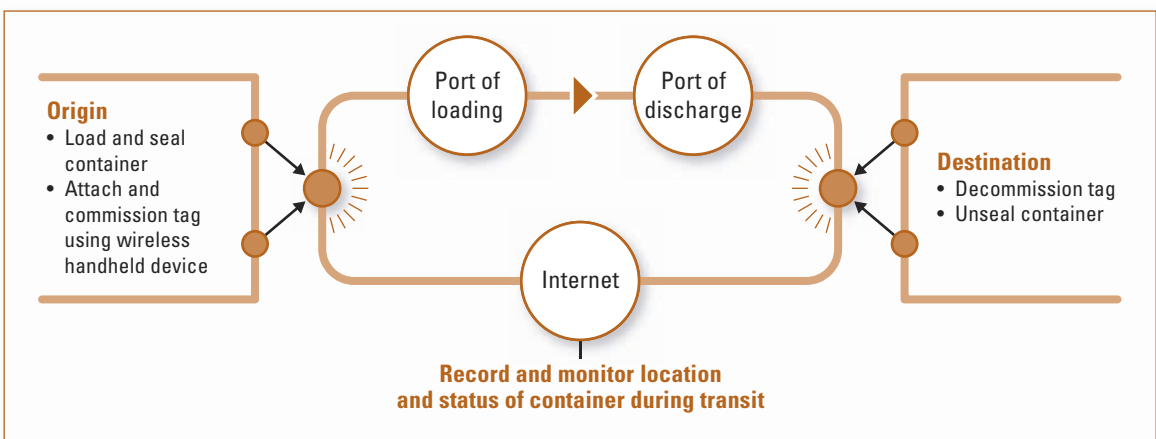 Port of
loading
Port of
discharge
Origin
• Load and seal
container
• Attach and
commission tag
using wireless
handheld device
Destination
• Decommission tag
• Unseal container
Internet
Record and monitor location
and status of container during transit